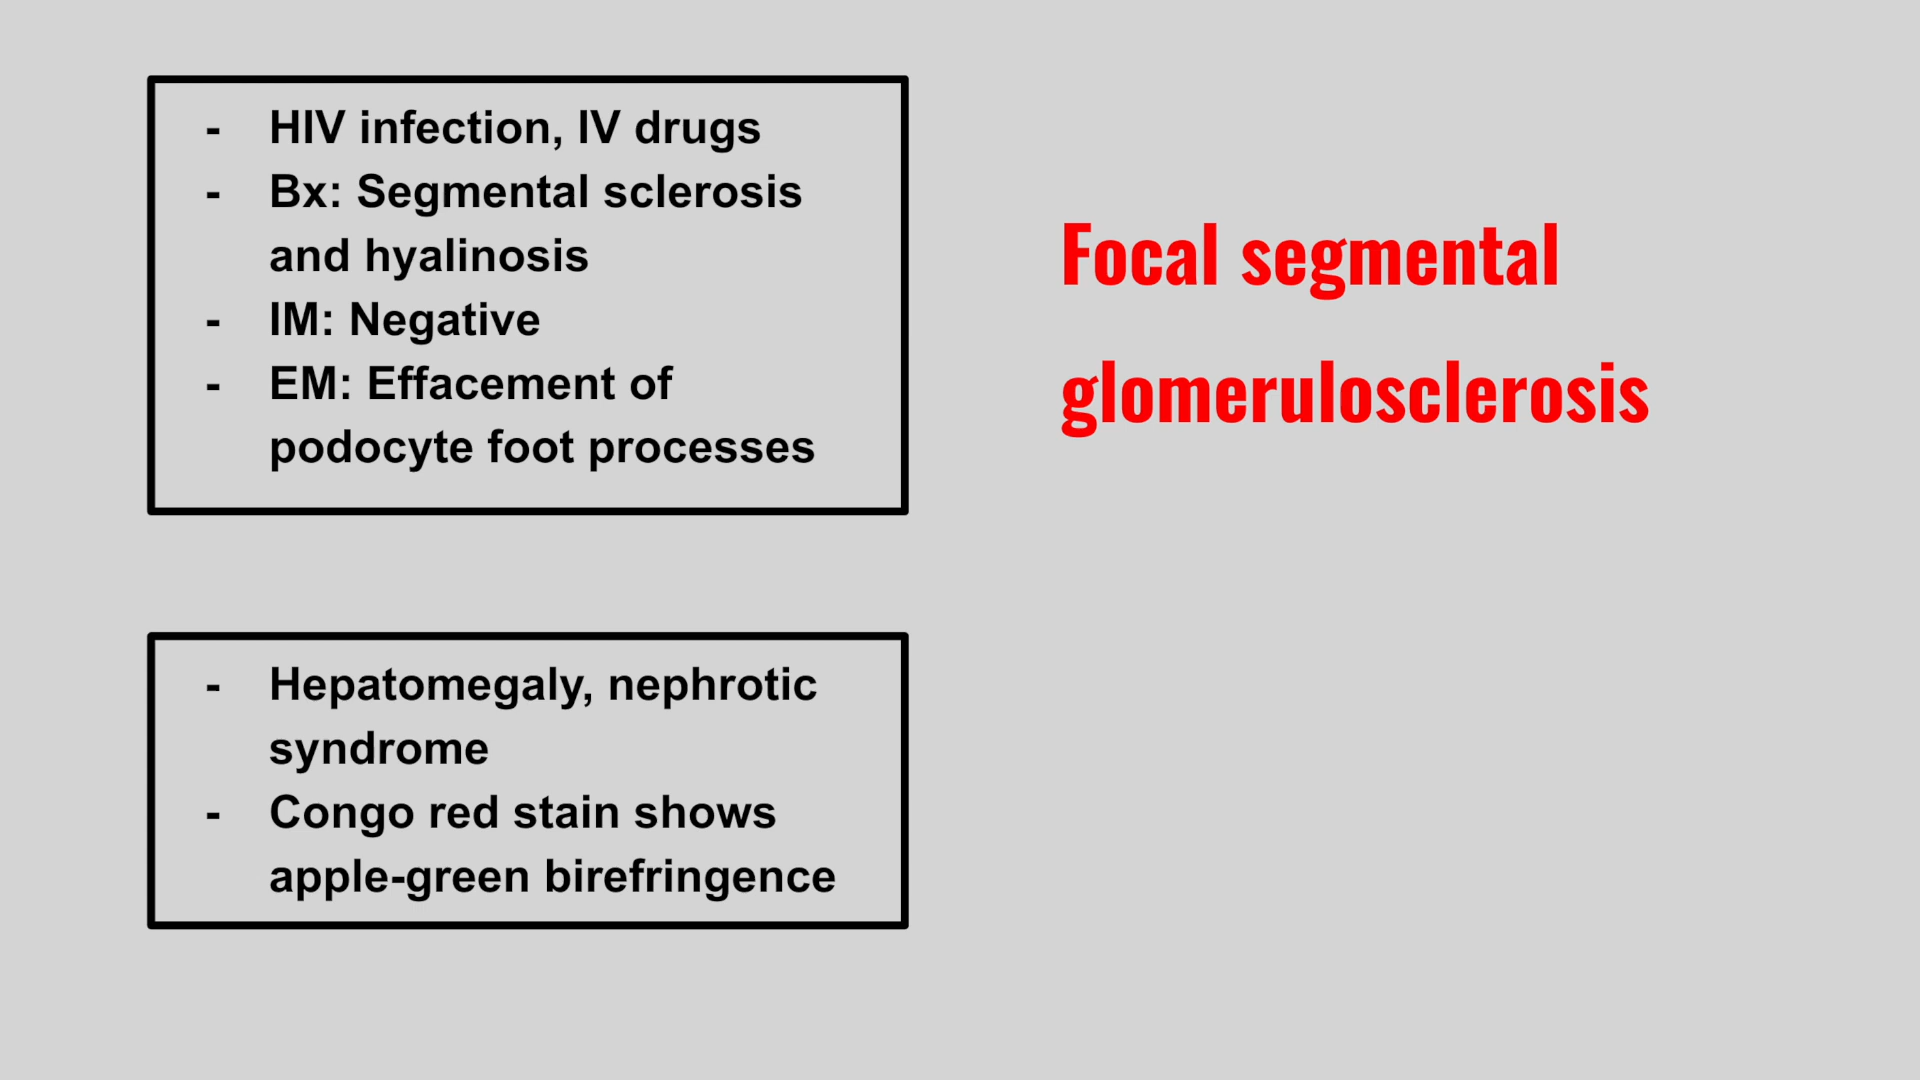 - HIV infection, IV drugs
- Bx: Segmental sclerosis
and hyalinosis
- IM: Negative
- EM: Effacement of
podocyte foot processes
Focal segmental
glomerulosclerosis
- Hepatomegaly, nephrotic
syndrome
- Congo red stain shows
apple-green birefringence